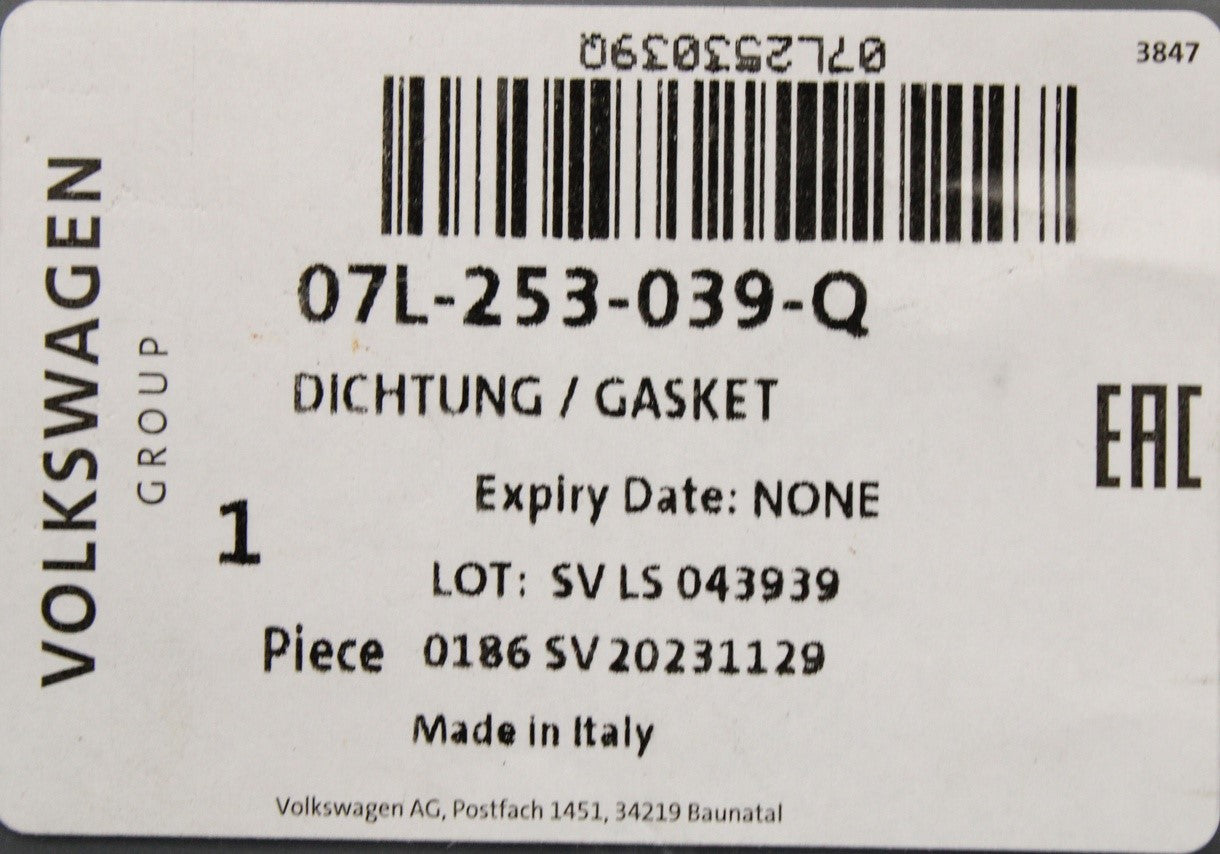 07L253039Q
3847
VOLKSWAGEN
GROUP
07L-253-039-Q
DICHTUNG / GASKET
EAC
Expiry Date: NONE
1
LOT: SV LS 043939
Piece 0186 SV 20231129
Made in Italy
Volkswagen AG, Postfach 1451, 34219 Baunatal